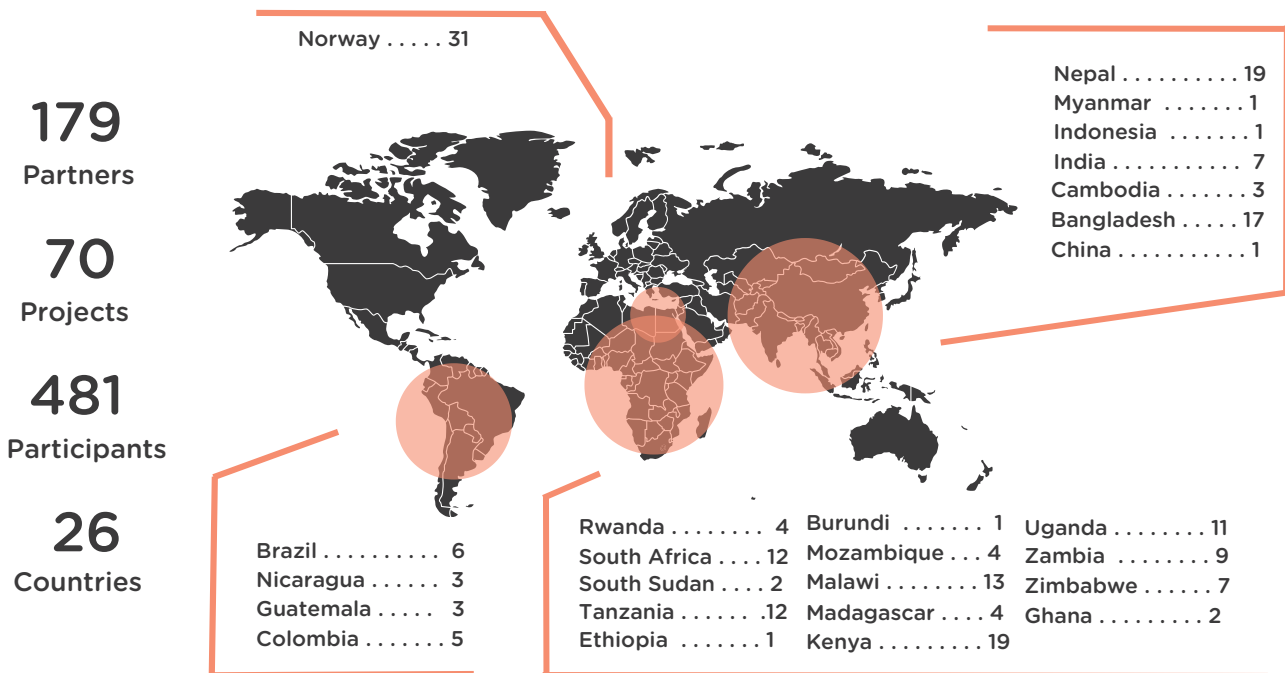 179
Partners
70
Projects
481
Participants
26
Countries
Norway . . . . . 31
Nepal . . . . . . . . . . 19
Myanmar . . . . . . . 1
Indonesia . . . . . . . 1
India . . . . . . . . . . . 7
Cambodia . . . . . . . 3
Bangladesh . . . . . 17
China . . . . . . . . . . . 1
Brazil . . . . . . . . . . 6
Nicaragua . . . . . . 3
Guatemala . . . . . 3
Colombia . . . . . . 5
Rwanda . . . . . . . . 4
South Africa . . . . 12
South Sudan . . . . 2
Tanzania . . . . . . .12
Ethiopia . . . . . . . 1
Burundi . . . . . . . . 1
Mozambique . . . 4
Malawi . . . . . . . . 13
Madagascar . . . . 4
Kenya . . . . . . . . . 19
Uganda . . . . . . . . 11
Zambia . . . . . . . . 9
Zimbabwe . . . . . . 7
Ghana . . . . . . . . . 2